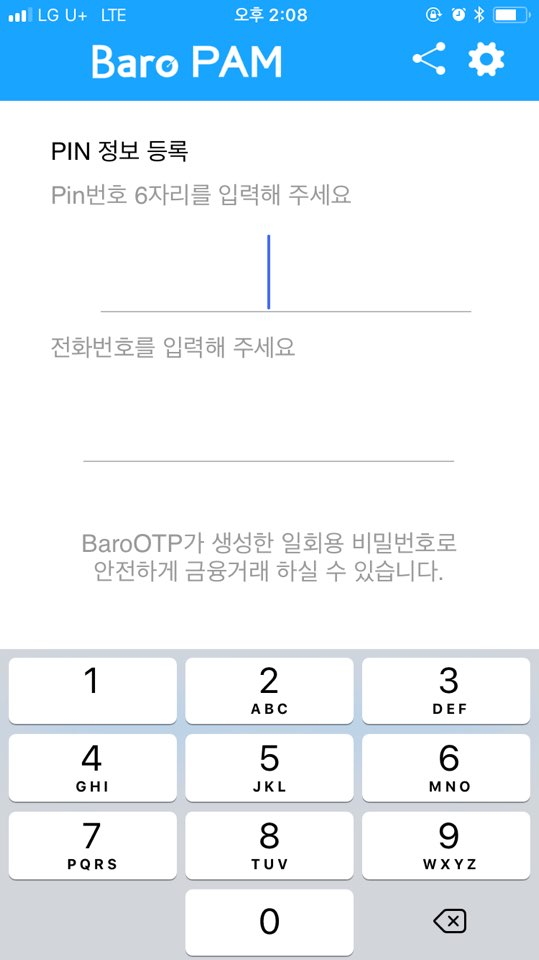 LG U+ LTE 오후 2:08
Baro PAM
PIN 정보 등록
Pin번호 6자리를 입력해 주세요
전화번호를 입력해 주세요
BaroOTP가 생성한 일회용 비밀번호로
안전하게 금융거래 하실 수 있습니다.
1 2 3
ABC DEF
4 5 6
GHI JKL MNO
7 8 9
PQRS TUV WXYZ
0